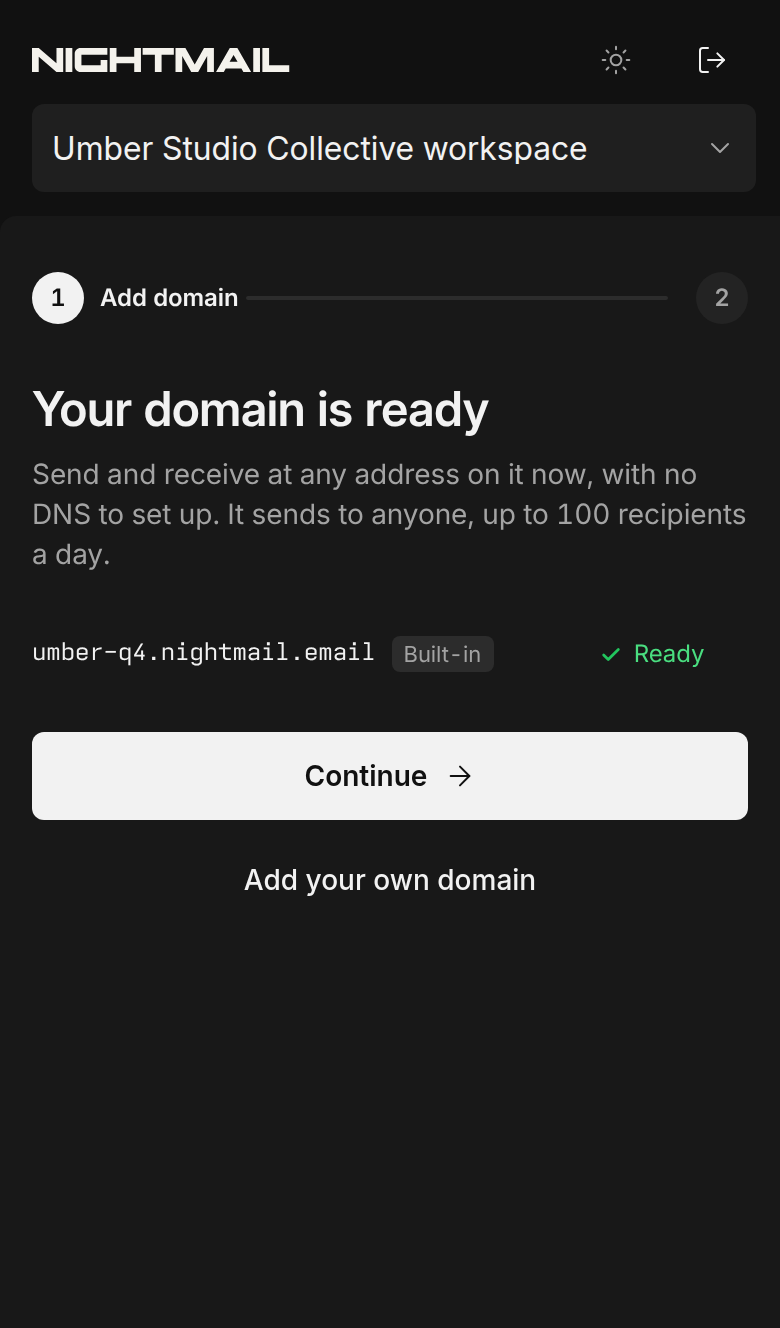 NIGHTMAIL
Umber Studio Collective workspace
1 Add domain 2
Your domain is ready
Send and receive at any address on it now, with no
DNS to set up. It sends to anyone, up to 100 recipients
a day.
umber-q4.nightmail.email Built-in Ready
Continue
Add your own domain